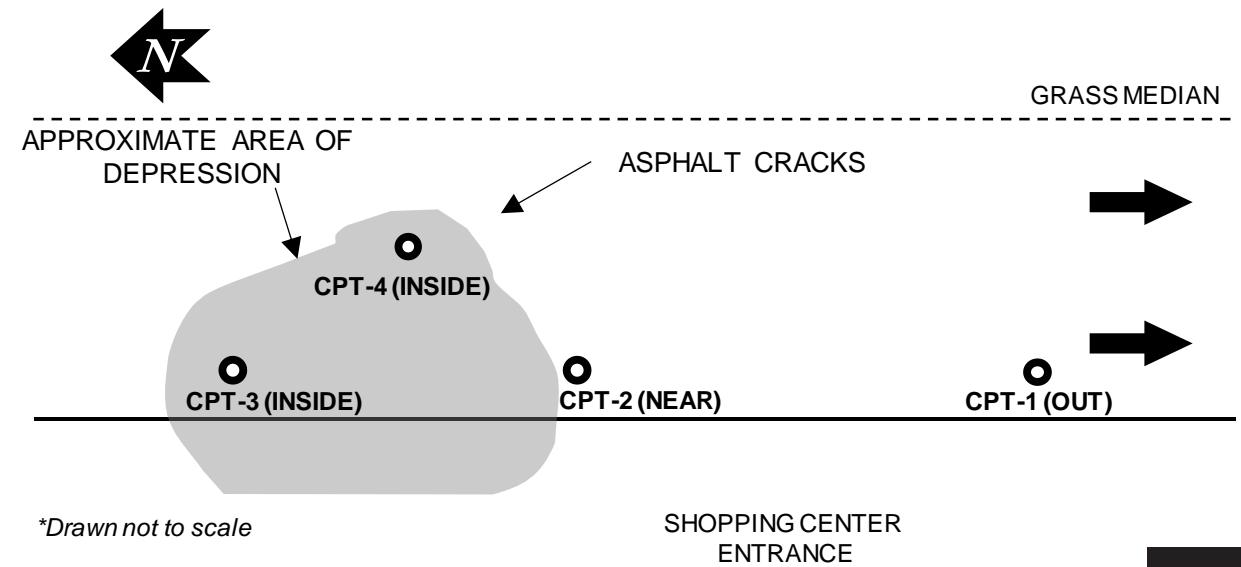 N
GRASS MEDIAN
APPROXIMATE AREA OF
DEPRESSION
ASPHALT CRACKS
CPT-4 (INSIDE)
CPT-3 (INSIDE)
CPT-2 (NEAR)
CPT-1 (OUT)
*Drawn not to scale
SHOPPING CENTER
ENTRANCE